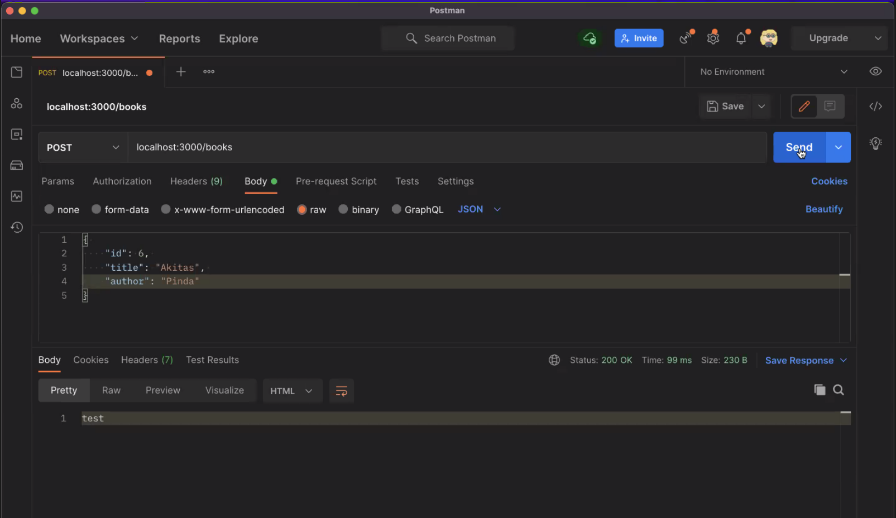 Postman
Home Workspaces Reports Explore Search Postman Invite Upgrade
POST localhost:3000/b... No Environment
localhost:3000/books Save
POST localhost:3000/books Send
Params Authorization Headers (9) Body Pre-request Script Tests Settings Cookies
none form-data x-www-form-urlencoded raw binary GraphQL JSON Beautify
1 {
2 "id": 6,
3 "title": "Akitas",
4 "author": "Pinda"
5 }
Body Cookies Headers (7) Test Results Status: 200 OK Time: 99 ms Size: 230 B Save Response
Pretty Raw Preview Visualize HTML
1 test